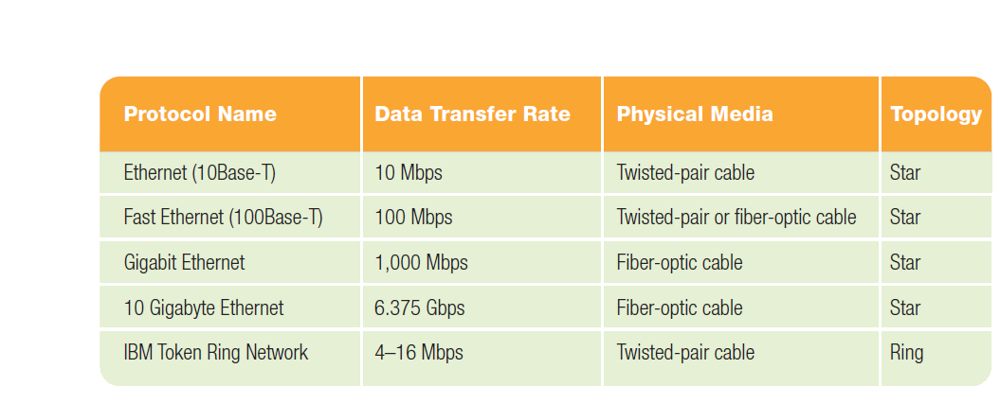 Protocol Name Data Transfer Rate Physical Media Topology
Ethernet (10Base-T) 10 Mbps Twisted-pair cable Star
Fast Ethernet (100Base-T) 100 Mbps Twisted-pair or fiber-optic cable Star
Gigabit Ethernet 1,000 Mbps Fiber-optic cable Star
10 Gigabyte Ethernet 6.375 Gbps Fiber-optic cable Star
IBM Token Ring Network 4–16 Mbps Twisted-pair cable Ring